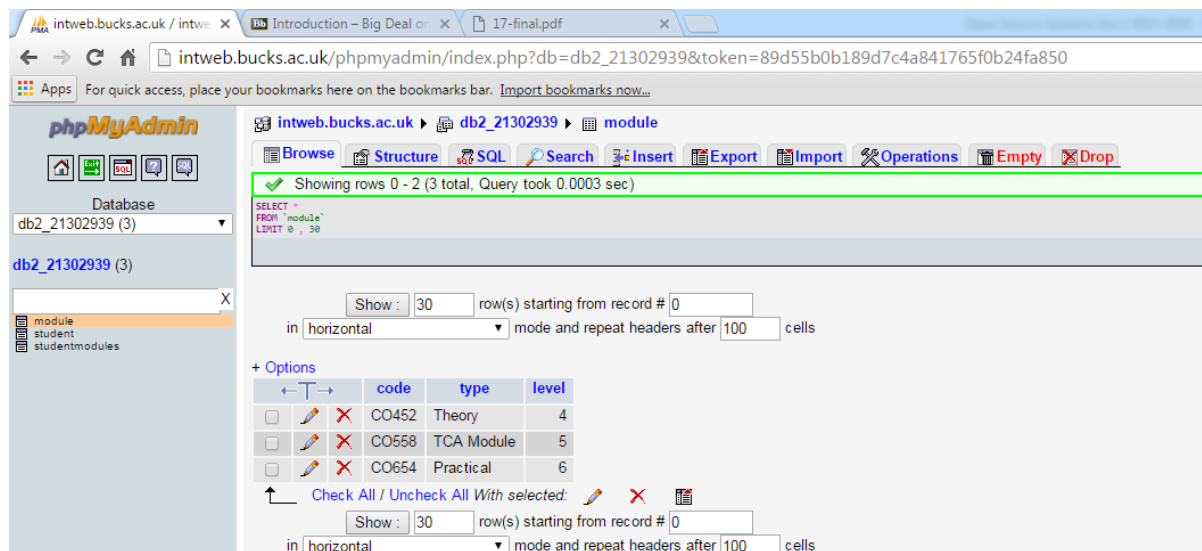 intweb.bucks.ac.uk / intwe
Introduction – Big Deal on
17-final.pdf
intweb.bucks.ac.uk/phpmyadmin/index.php?db=db2_21302939&token=89d55b0b189d7c4a841765f0b24fa850
Apps For quick access, place your bookmarks here on the bookmarks bar. Import bookmarks now...
phpMyAdmin
intweb.bucks.ac.uk ▸ db2_21302939 ▸ module
Browse Structure SQL Search Insert Export Import Operations Empty Drop
Showing rows 0 - 2 (3 total, Query took 0.0003 sec)
SELECT *
FROM `module`
LIMIT 0 , 30
Database
db2_21302939 (3)
db2_21302939 (3)
X
module
student
studentmodules
Show : 30 row(s) starting from record # 0
in horizontal mode and repeat headers after 100 cells
+ Options
←T→ code type level
CO452 Theory 4
CO558 TCA Module 5
CO654 Practical 6
Check All / Uncheck All With selected:
Show : 30 row(s) starting from record # 0
in horizontal mode and repeat headers after 100 cells